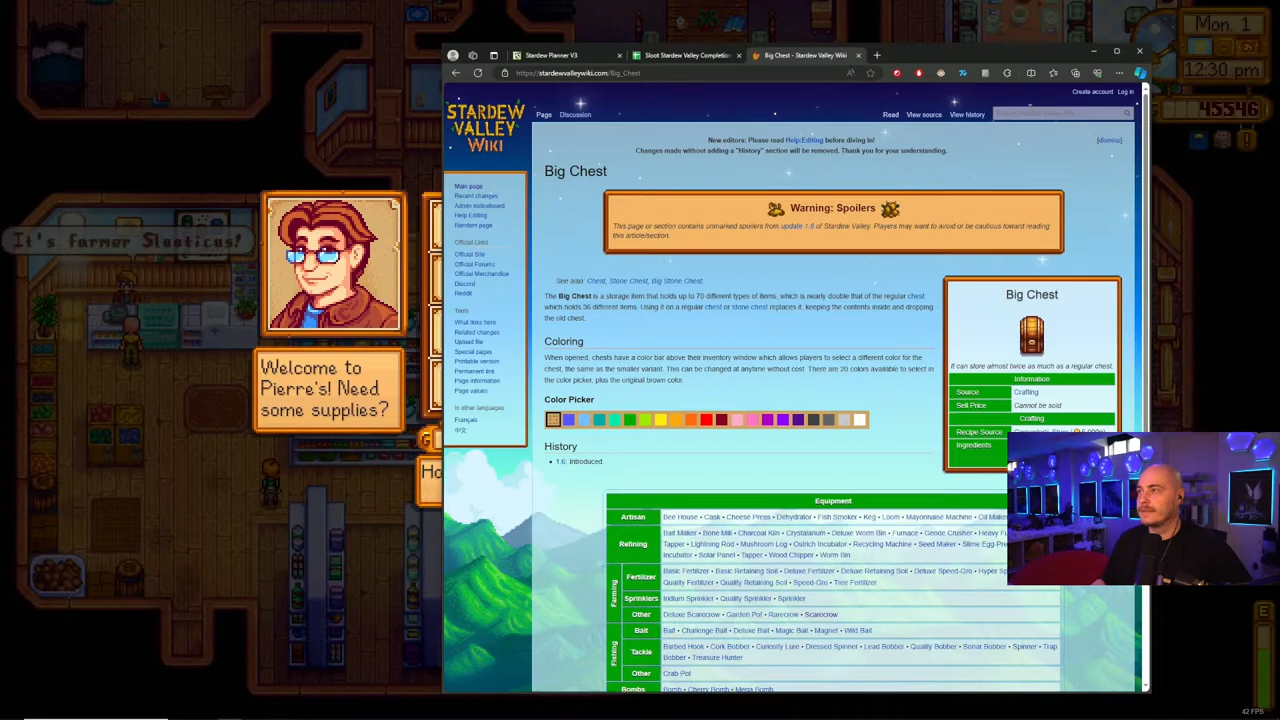 Mon. 1
12:30 pm
45546
It's Farmer Slooticus!
Welcome to
Pierre's! Need
some supplies?
Ho
Stardew Planner V3
Sloot Stardew Valley Completion
Big Chest - Stardew Valley Wiki
https://stardewvalleywiki.com/Big_Chest
Create account Log in
STARDEW
VALLEY
WIKI
Page Discussion Read View source View history
New editors: Please read Help:Editing before diving in! [dismiss]
Changes made without adding a "History" section will be removed. Thank you for your understanding.
Main page
Recent changes
Admin noticeboard
Help Editing
Random page
Official Links
Official Site
Official Forums
Official Merchandise
Discord
Reddit
Tools
What links here
Related changes
Upload file
Special pages
Printable version
Permanent link
Page information
Page values
In other languages
Français
中文
Big Chest
Warning: Spoilers
This page or section contains unmarked spoilers from update 1.6 of Stardew Valley. Players may want to avoid or be cautious toward reading
this article/section.
See also: Chest, Stone Chest, Big Stone Chest.
The Big Chest is a storage item that holds up to 70 different types of items, which is nearly double that of the regular chest
which holds 36 different items. Using it on a regular chest or stone chest replaces it, keeping the contents inside and dropping
the old chest.
Coloring
When opened, chests have a color bar above their inventory window which allows players to select a different color for the
chest, the same as the smaller variant. This can be changed at anytime without cost. There are 20 colors available to select in
the color picker, plus the original brown color.
Color Picker
History
• 1.6: Introduced.
Big Chest
It can store almost twice as much as a regular chest.
Information
Source Crafting
Sell Price Cannot be sold
Crafting
Recipe Source
Ingredients
Equipment
Artisan Bee House • Cask • Cheese Press • Dehydrator • Fish Smoker • Keg • Loom • Mayonnaise Machine • Oil Maker
Refining Bait Maker • Bone Mill • Charcoal Kiln • Crystalarium • Deluxe Worm Bin • Furnace • Geode Crusher • Heavy Fu
Tapper • Lightning Rod • Mushroom Log • Ostrich Incubator • Recycling Machine • Seed Maker • Slime Egg-Pre
Incubator • Solar Panel • Tapper • Wood Chipper • Worm Bin
Farming
Fertilizer Basic Fertilizer • Basic Retaining Soil • Deluxe Fertilizer • Deluxe Retaining Soil • Deluxe Speed-Gro • Hyper Sp
Quality Fertilizer • Quality Retaining Soil • Speed-Gro • Tree Fertilizer
Sprinklers Iridium Sprinkler • Quality Sprinkler • Sprinkler
Other Deluxe Scarecrow • Garden Pot • Rarecrow • Scarecrow
Fishing
Bait Bait • Challenge Bait • Deluxe Bait • Magic Bait • Magnet • Wild Bait
Tackle Barbed Hook • Cork Bobber • Curiosity Lure • Dressed Spinner • Lead Bobber • Quality Bobber • Sonar Bobber • Spinner • Trap
Bobber • Treasure Hunter
Other Crab Pot
Bombs Bomb • Cherry Bomb • Mega Bomb
E
42 FPS